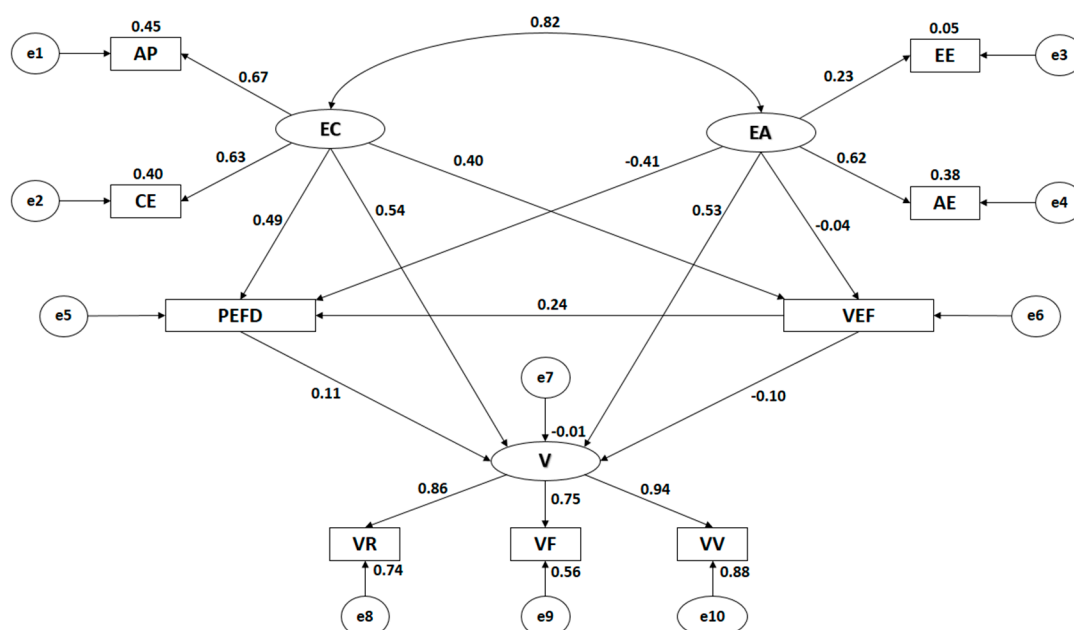 0.82
0.45
0.05
e1
AP
EE
e3
0.67
0.23
EC
EA
0.63
0.40
-0.41
0.62
0.40
0.38
e2
CE
AE
e4
0.49
0.54
0.53
-0.04
e5
PEFD
0.24
VEF
e6
e7
0.11
-0.10
-0.01
V
0.86
0.75
0.94
VR
VF
VV
0.74
0.56
0.88
e8
e9
e10